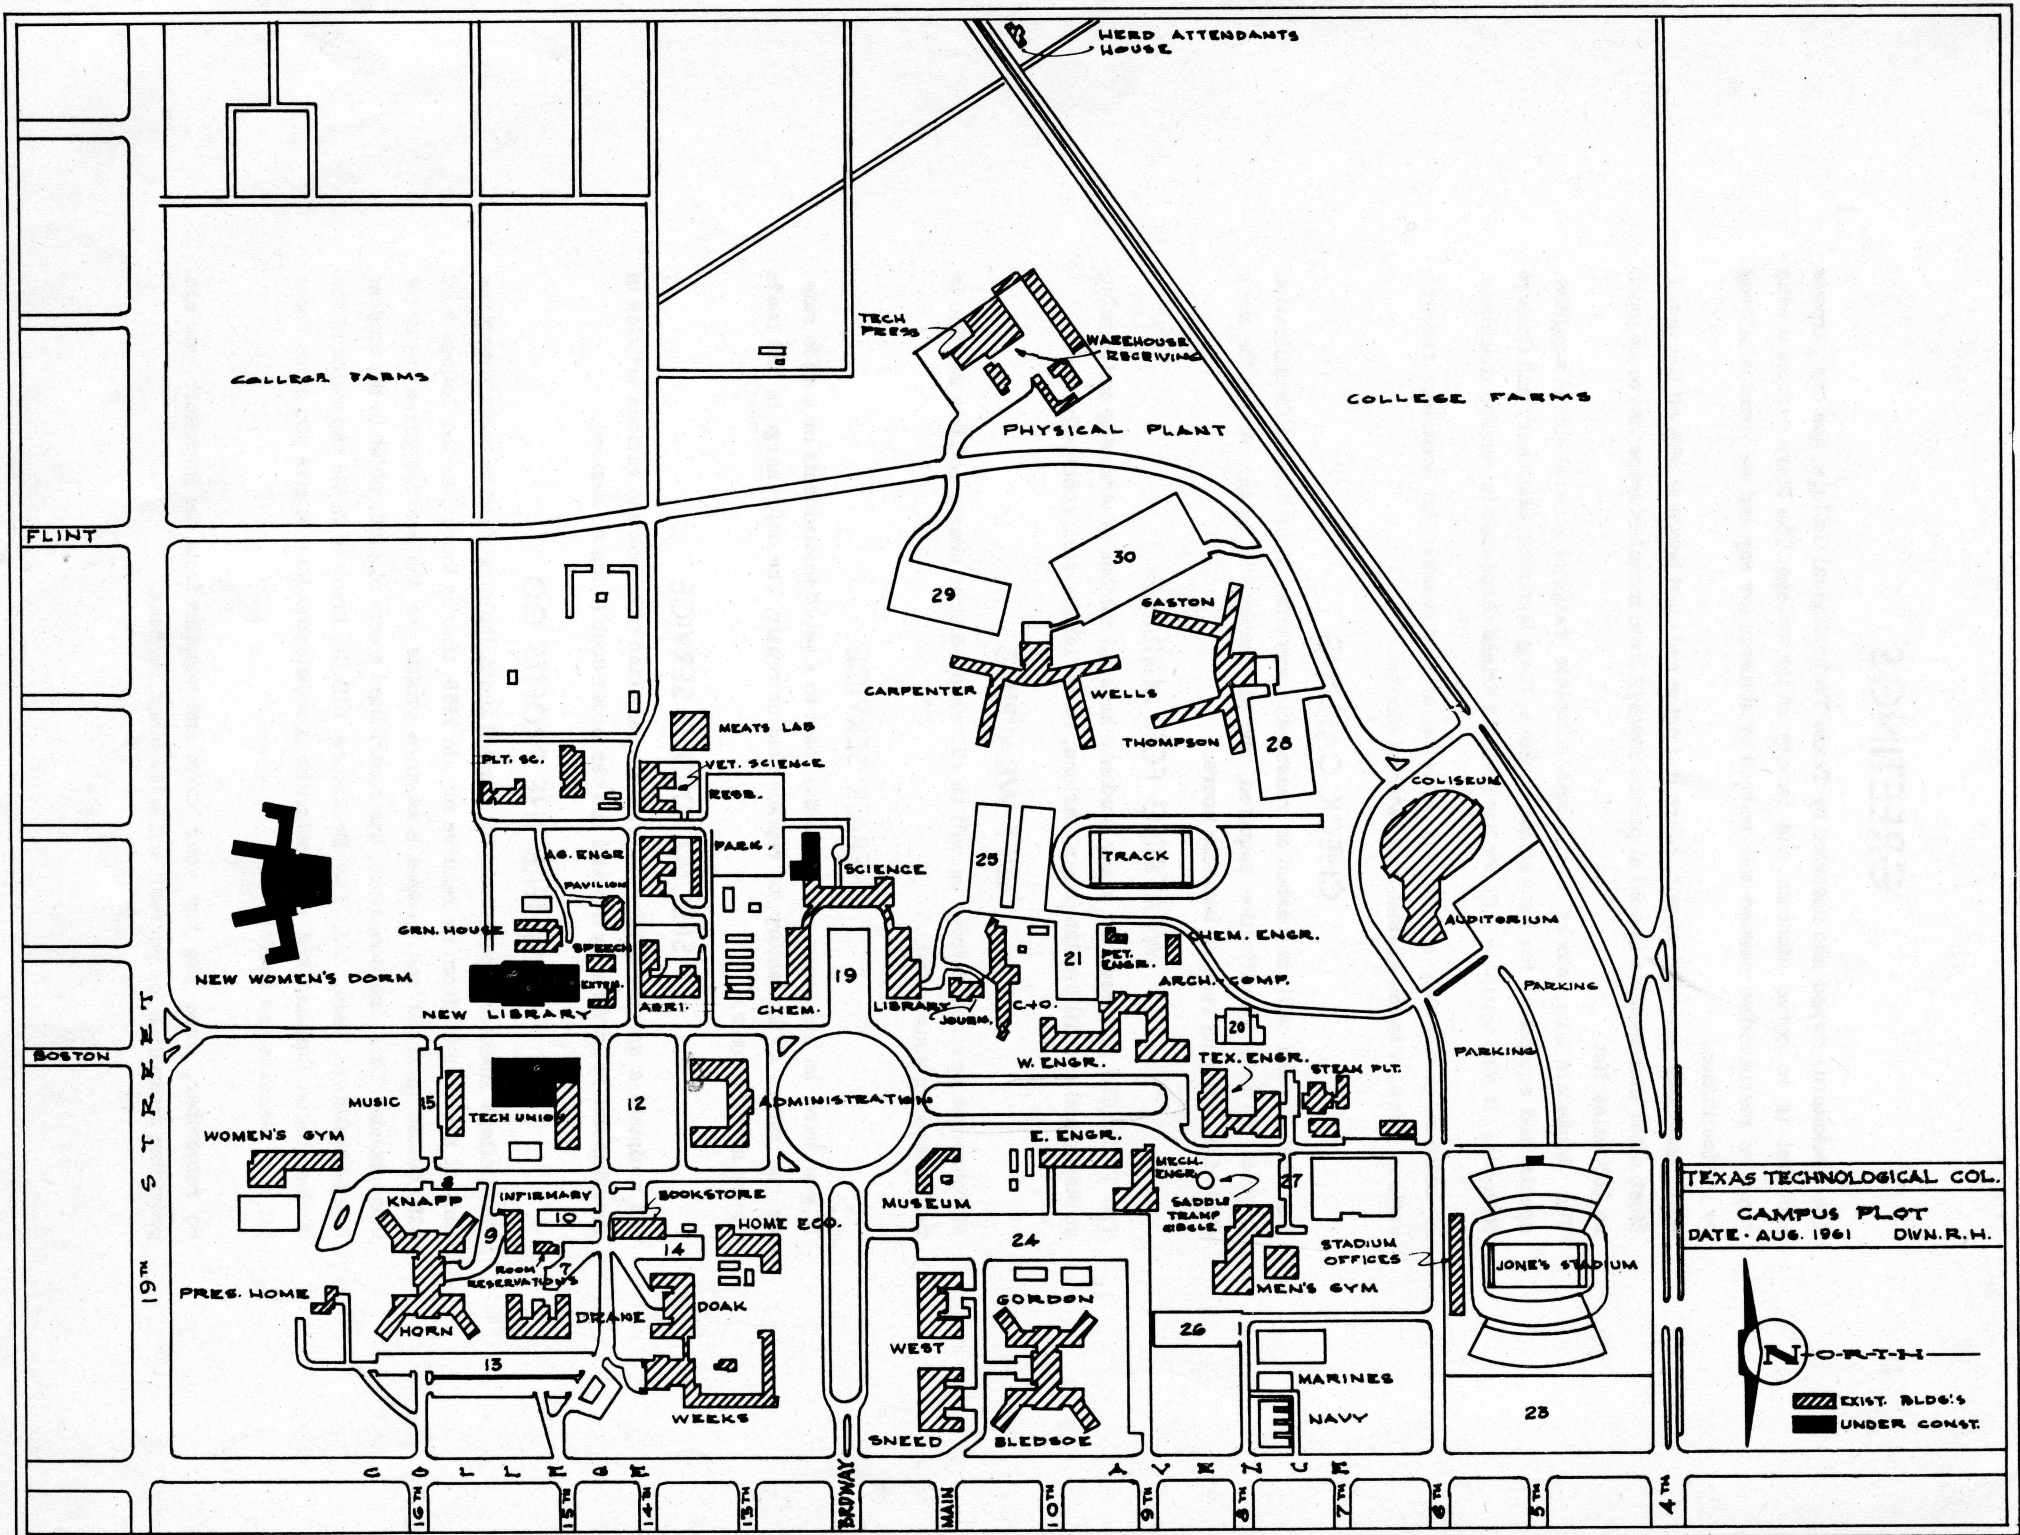 HERD ATTENDANTS
HOUSE
TECH
PRESS
WAREHOUSE
RECEIVING
COLLEGE FARMS
COLLEGE FARMS
PHYSICAL PLANT
FLINT
30
29
GASTON
CARPENTER
WELLS
THOMPSON
28
MEATS LAB
PLT. SC.
VET. SCIENCE
RESR.
COLISEUM
AG. ENGR
PARK.
SCIENCE
25
TRACK
PAVILION
GRN. HOUSE
SPEECH
AUDITORIUM
CHEM. ENGR.
PET.
ENGR.
21
19
NEW WOMEN'S DORM
EXTEN.
ARCH.-COMP.
PARKING
NEW LIBRARY
AGRI.
CHEM.
LIBRARY
JOURN.
C+O.
20
BOSTON
W. ENGR.
TEX. ENGR.
PARKING
STEAM PLT.
MUSIC
15
TECH UNION
12
ADMINISTRATION
WOMEN'S GYM
E. ENGR.
MECH.
ENGR.
27
SADDLE
TRAMP
CIRCLE
MUSEUM
8
KNAPP
INFIRMARY
BOOKSTORE
10
9
HOME ECO.
14
24
ROOM
RESERVATIONS
7
STADIUM
OFFICES
JONE'S STADIUM
MEN'S GYM
PRES. HOME
HORN
DRANE
DOAK
GORDON
WEST
26
13
MARINES
NAVY
WEEKS
SNEED
BLEDSOE
23
19TH STREET
COLLEGE AVENUE
16TH
15TH
14TH
13TH
BRDWAY
MAIN
10TH
9TH
8TH
7TH
6TH
5TH
4TH
TEXAS TECHNOLOGICAL COL.
CAMPUS PLOT
DATE · AUG. 1961 DIVN. R.H.
NORTH
EXIST. BLDG'S
UNDER CONST.